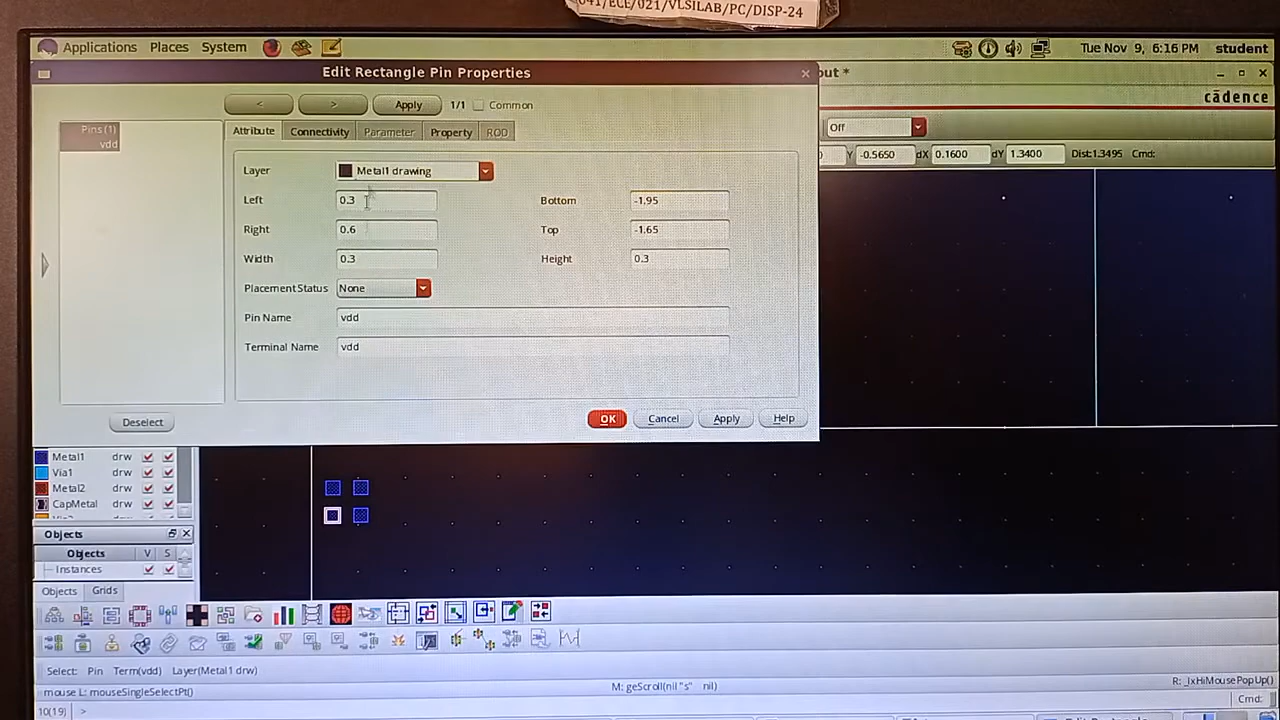 041/ECE/021/VLSILAB/PC/DISP-24
Applications Places System Tue Nov 9, 6:16 PM student
Edit Rectangle Pin Properties × out *
cādence
< > Apply 1/1 Common
Pins (1)
vdd
Attribute Connectivity Parameter Property ROD
Off
Y -0.5650 dX 0.1600 dY 1.3400 Dist:1.3495 Cmd:
Layer Metal1 drawing
Left 0.3 Bottom -1.95
Right 0.6 Top -1.65
Width 0.3 Height 0.3
Placement Status None
Pin Name vdd
Terminal Name vdd
Deselect OK Cancel Apply Help
Metal1 drw
Via1 drw
Metal2 drw
CapMetal drw
Objects
Objects V S
Instances
Objects Grids
Select: Pin Term(vdd) Layer(Metal1 drw)
mouse L: mouseSingleSelectPt() M: geScroll(nil "s" nil) R: _lxHiMousePopUp()
10(19) > Cmd: